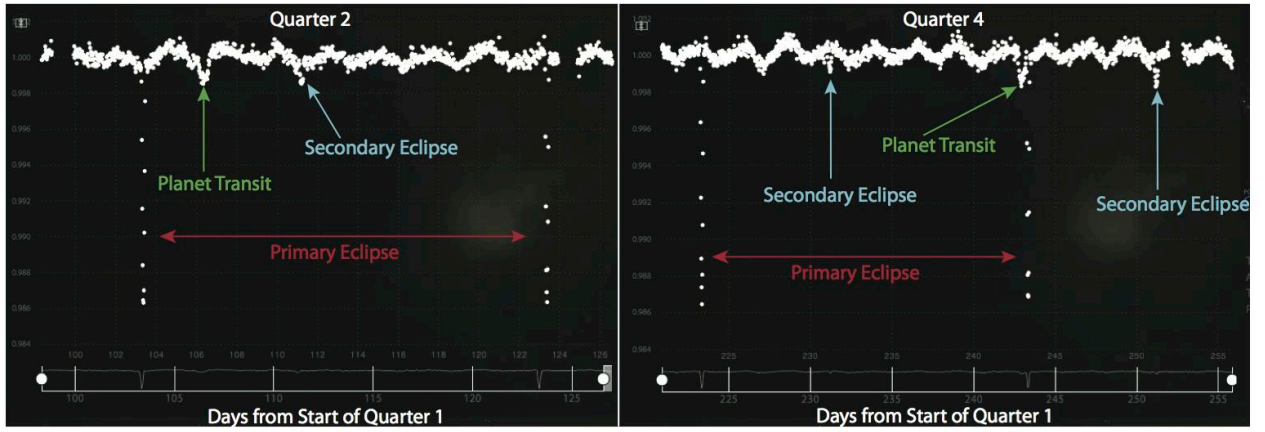 Quarter 2
1.000
0.998
0.996
0.994
0.992
0.990
0.988
0.986
0.984
Planet Transit
Secondary Eclipse
Primary Eclipse
100 102 104 106 108 110 112 114 116 118 120 122 124 126
100 105 110 115 120 125
Days from Start of Quarter 1
Quarter 4
1.002
1.000
0.998
0.996
0.994
0.992
0.990
0.988
0.986
0.984
Secondary Eclipse
Planet Transit
Secondary Eclipse
Primary Eclipse
225 230 235 240 245 250 255
225 230 235 240 245 250 255
Days from Start of Quarter 1